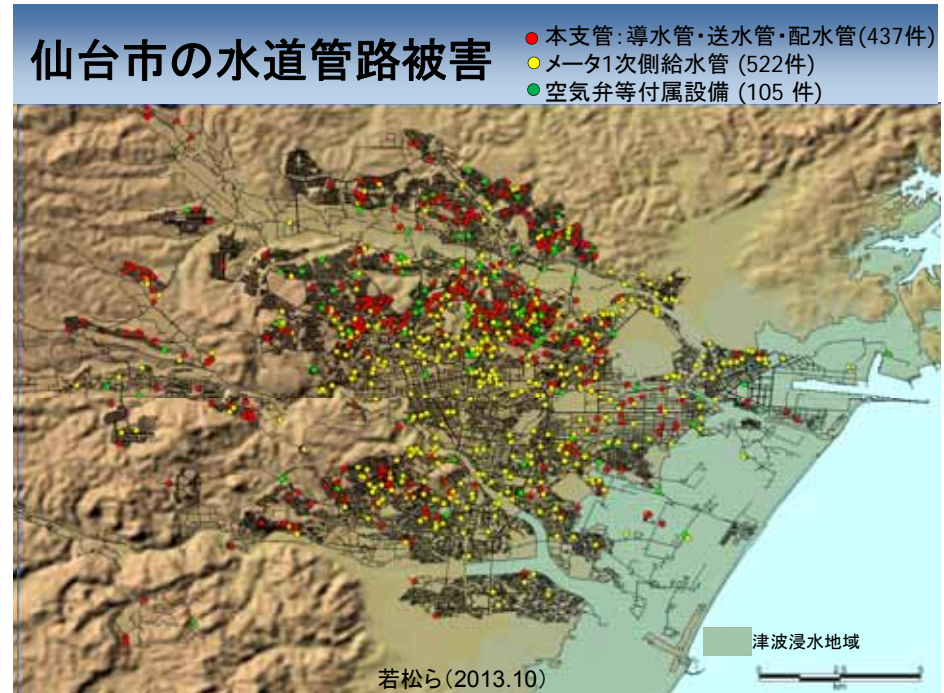 仙台市の水道管路被害
本支管:導水管・送水管・配水管(437件)
メータ1次側給水管 (522件)
空気弁等付属設備 (105 件)
津波浸水地域
若松ら(2013.10)